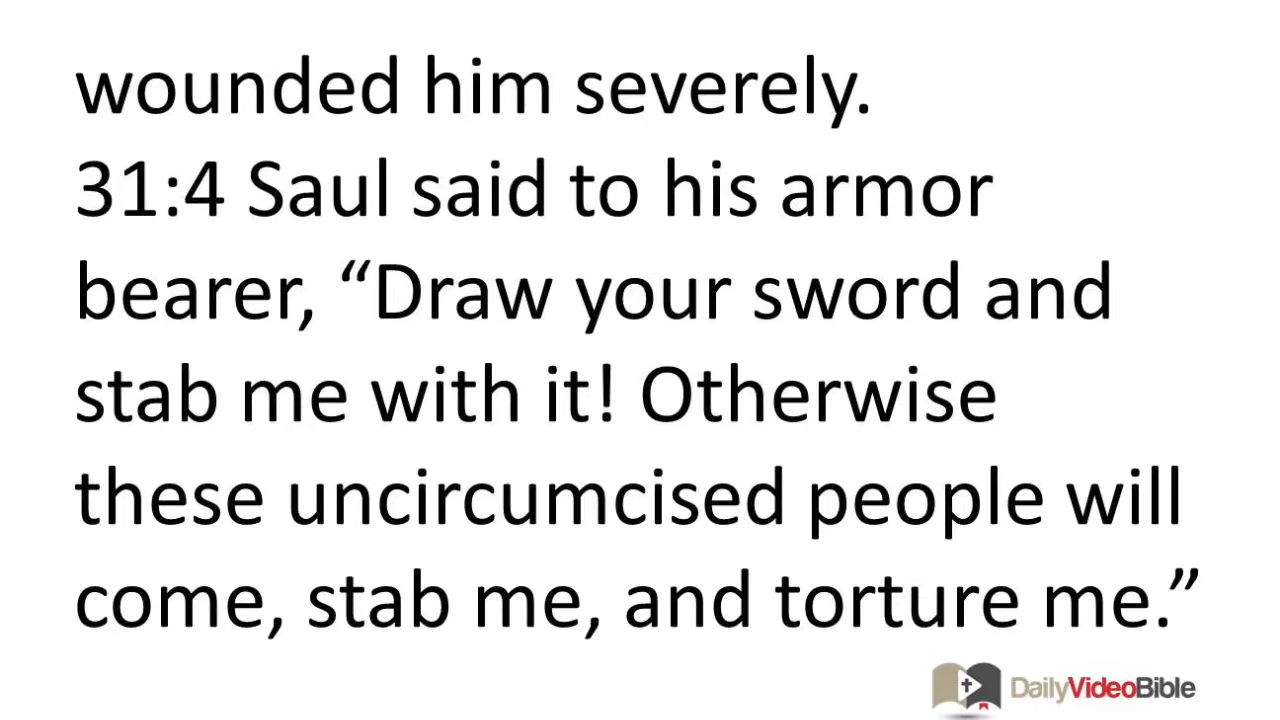 wounded him severely.
31:4 Saul said to his armor
bearer, “Draw your sword and
stab me with it! Otherwise
these uncircumcised people will
come, stab me, and torture me.”
DailyVideoBible